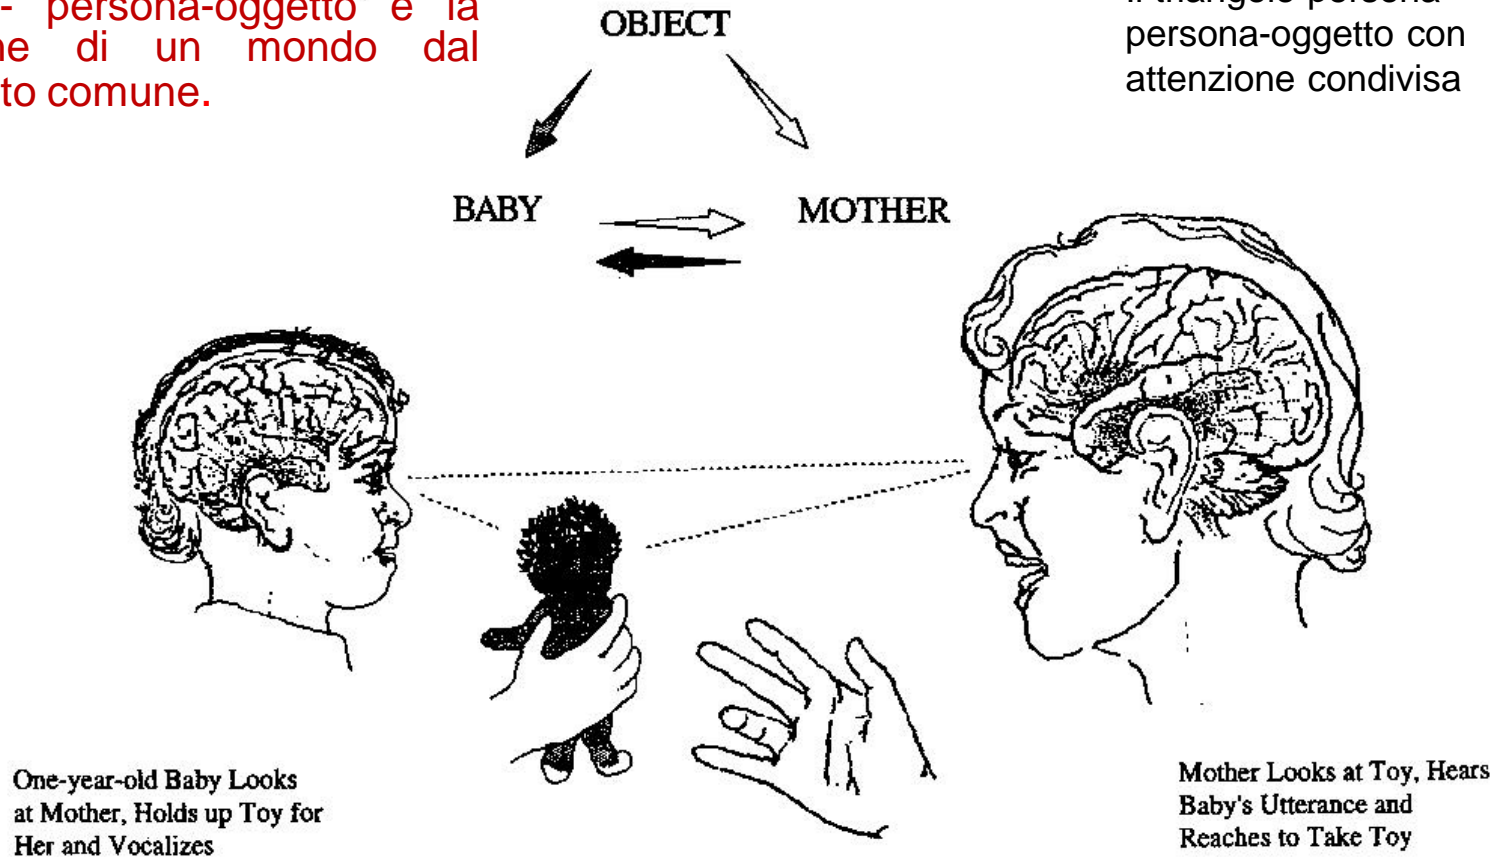 - persona-oggetto e la
di un mondo dal
comune.
OBJECT
persona-oggetto con
attenzione condivisa
BABY
MOTHER
One-year-old Baby Looks
at Mother, Holds up Toy for
Her and Vocalizes
Mother Looks at Toy, Hears
Baby's Utterance and
Reaches to Take Toy